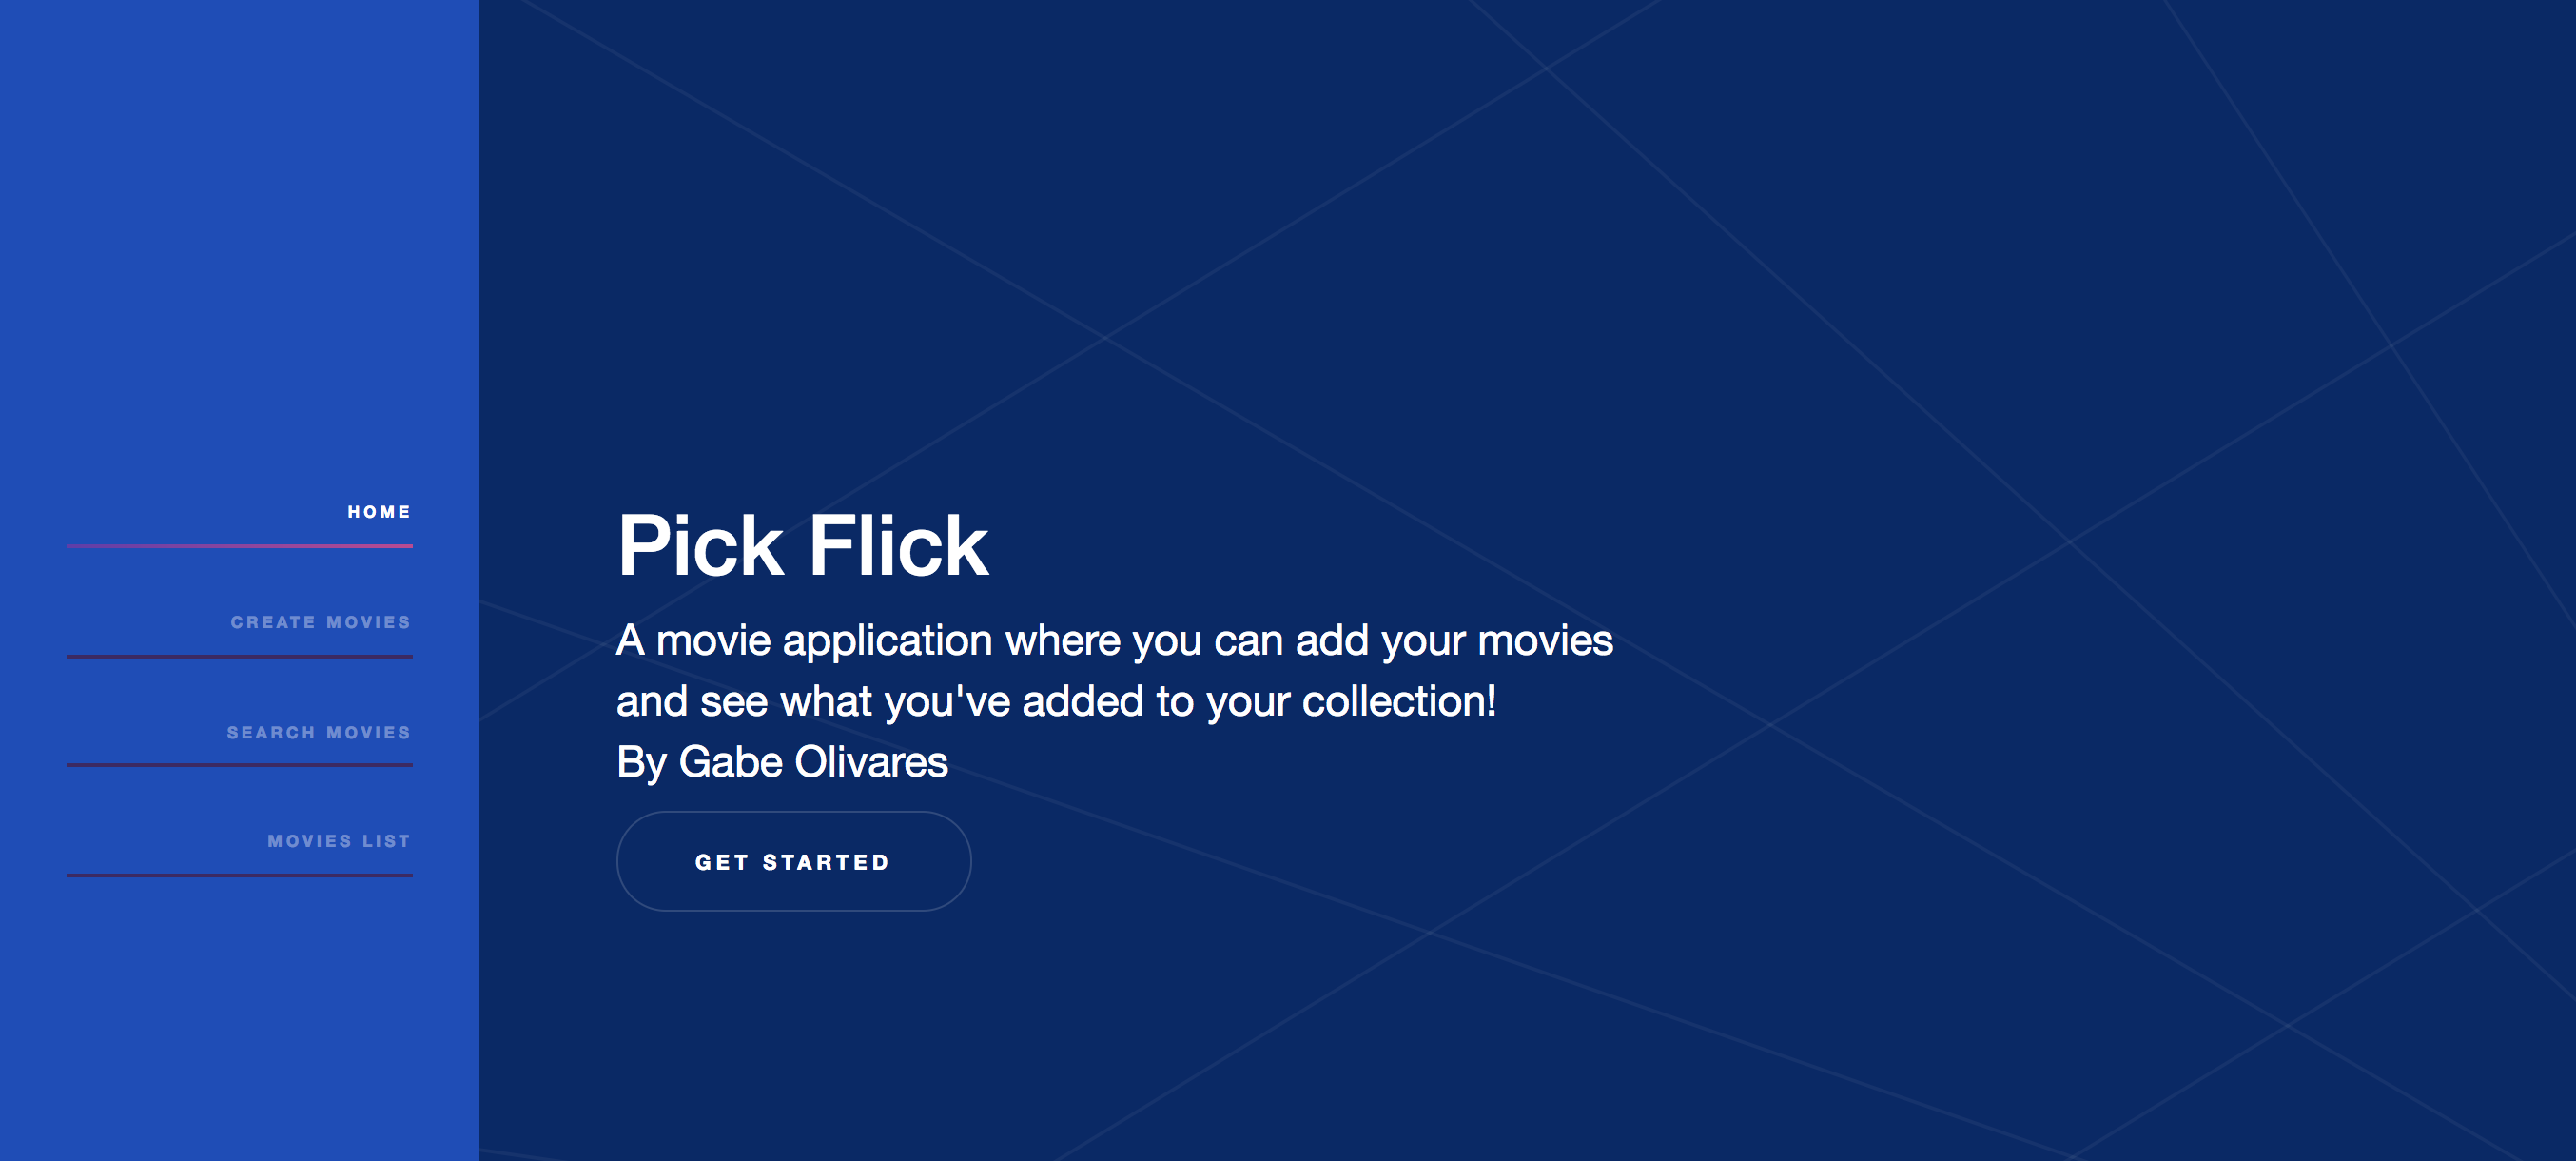 HOME
CREATE MOVIES
SEARCH MOVIES
MOVIES LIST
Pick Flick
A movie application where you can add your movies
and see what you've added to your collection!
By Gabe Olivares
GET STARTED